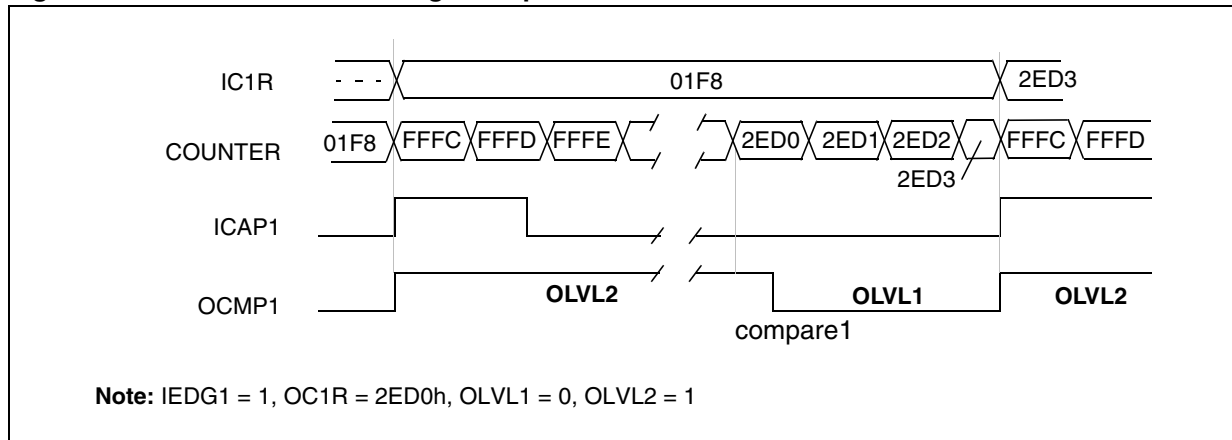 IC1R - - - 01F8 2ED3
COUNTER 01F8 FFFC FFFD FFFE 2ED0 2ED1 2ED2 FFFC FFFD
2ED3
ICAP1
OCMP1 OLVL2 OLVL1 OLVL2
compare1
Note: IEDG1 = 1, OC1R = 2ED0h, OLVL1 = 0, OLVL2 = 1